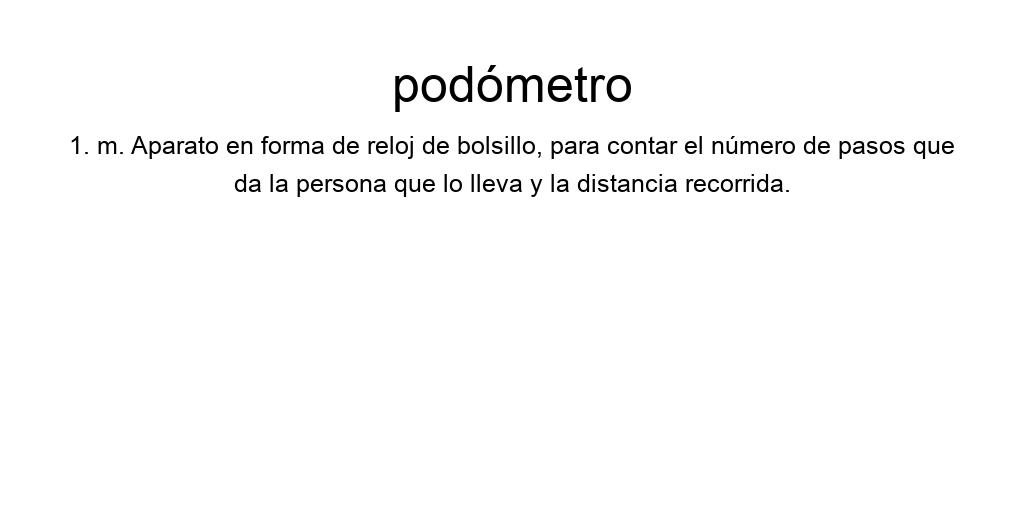 podómetro
1. m. Aparato en forma de reloj de bolsillo, para contar el número de pasos que
da la persona que lo lleva y la distancia recorrida.